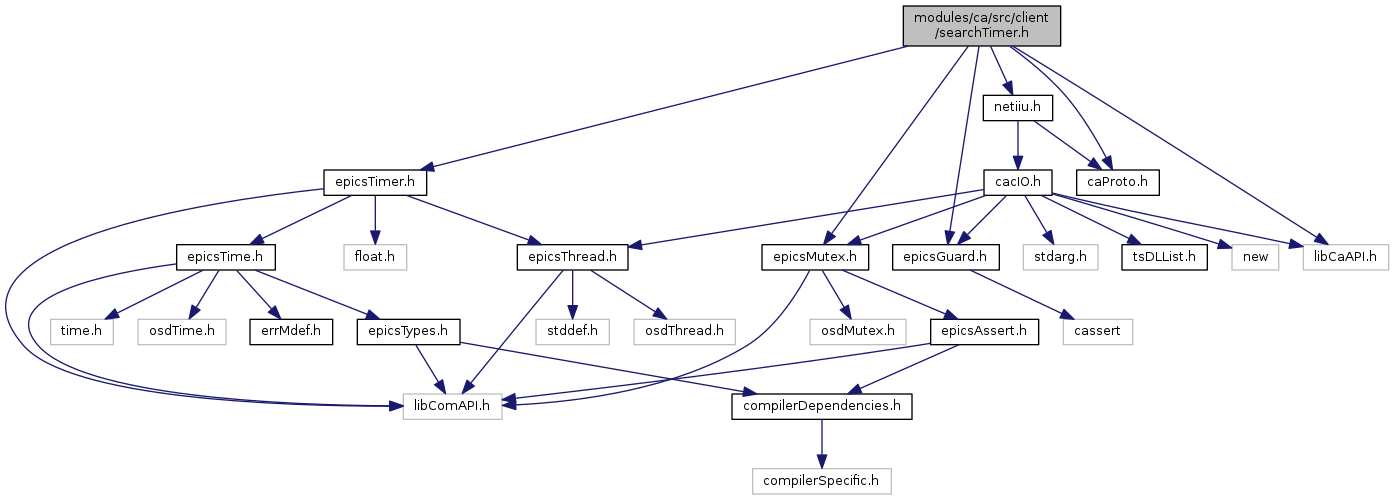 modules/ca/src/client
/searchTimer.h
netiiu.h
epicsTimer.h
cacIO.h
caProto.h
epicsTime.h
float.h
epicsThread.h
epicsMutex.h
epicsGuard.h
stdarg.h
tsDLList.h
new
libCaAPI.h
time.h
osdTime.h
errMdef.h
epicsTypes.h
stddef.h
osdThread.h
osdMutex.h
epicsAssert.h
cassert
libComAPI.h
compilerDependencies.h
compilerSpecific.h